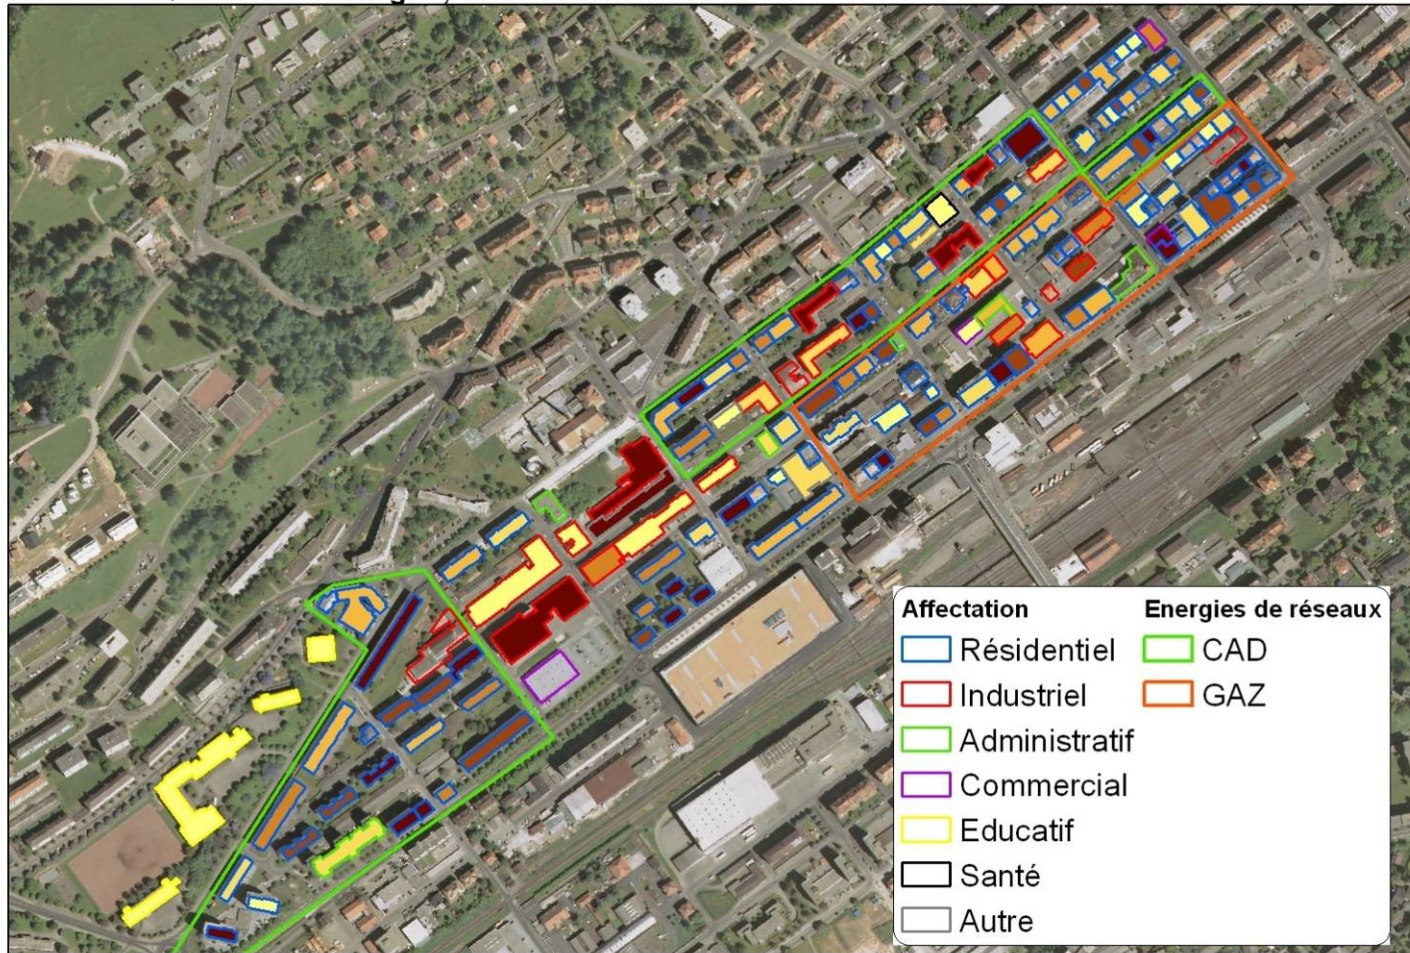 Affectation
Energies de réseaux
Résidentiel
CAD
Industriel
GAZ
Administratif
Commercial
Educatif
Santé
Autre